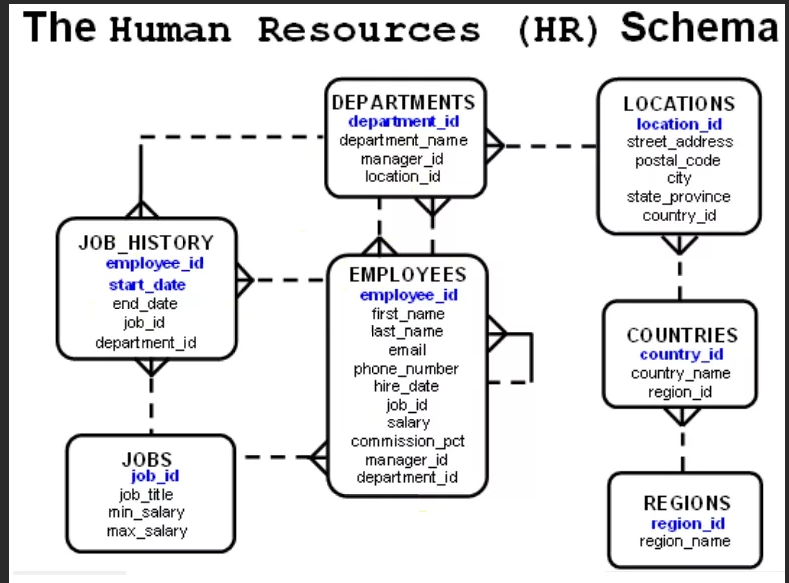 The Human Resources (HR) Schema
DEPARTMENTS
department_id
department_name
manager_id
location_id
LOCATIONS
location_id
street_address
postal_code
city
state_province
country_id
JOB_HISTORY
employee_id
start_date
end_date
job_id
department_id
EMPLOYEES
employee_id
first_name
last_name
email
phone_number
hire_date
job_id
salary
commission_pct
manager_id
department_id
COUNTRIES
country_id
country_name
region_id
JOBS
job_id
job_title
min_salary
max_salary
REGIONS
region_id
region_name